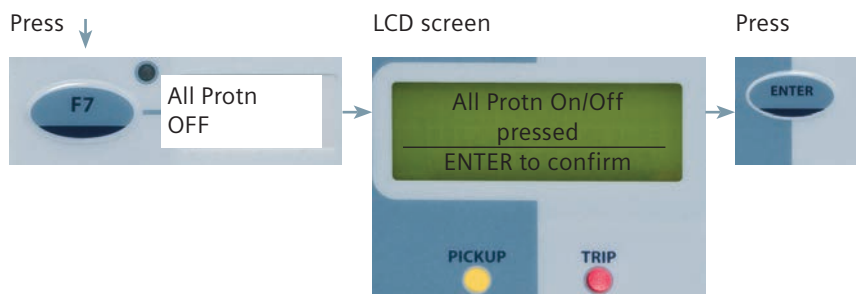 Press
LCD screen
Press
F7
All Protn
OFF
All Protn On/Off
pressed
ENTER to confirm
ENTER
PICKUP
TRIP